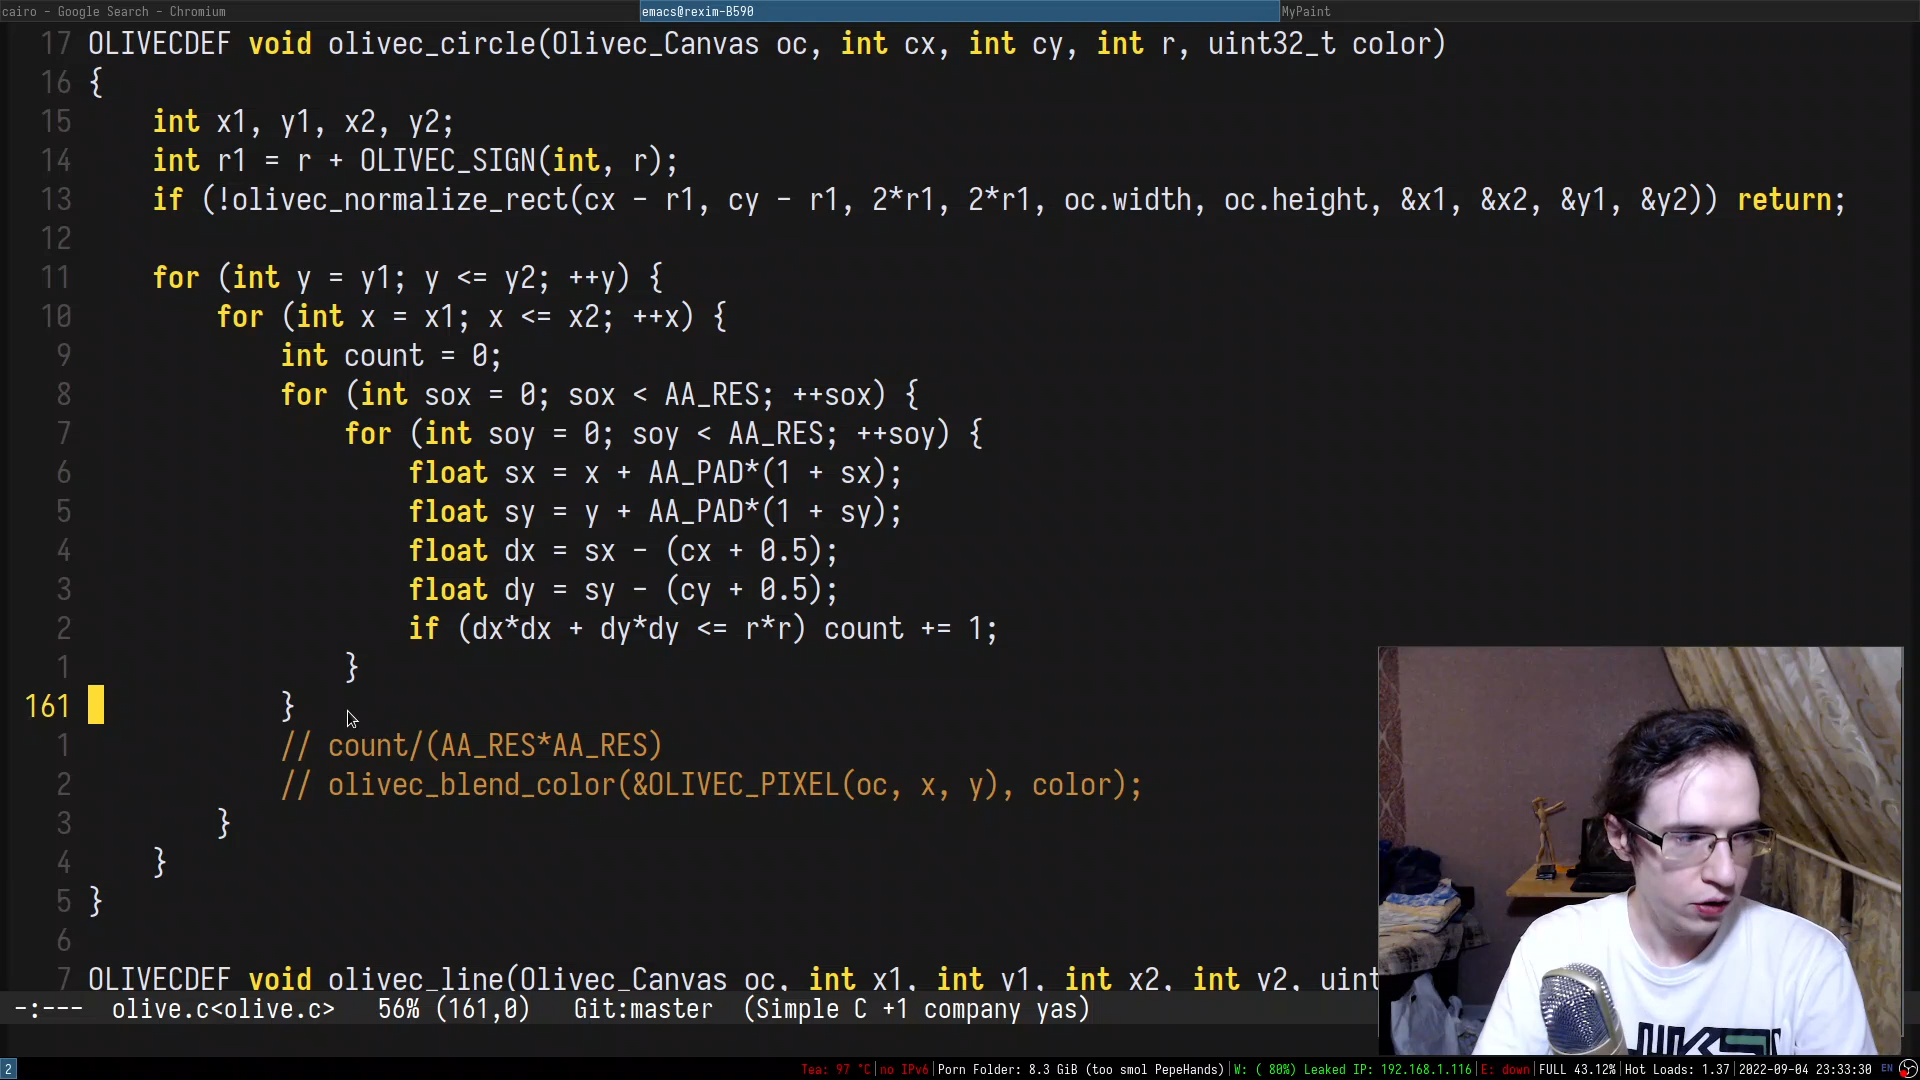 cairo - Google Search - Chromium
emacs@rexim-B590
MyPaint
17 OLIVECDEF void olivec_circle(Olivec_Canvas oc, int cx, int cy, int r, uint32_t color)
16 {
15 int x1, y1, x2, y2;
14 int r1 = r + OLIVEC_SIGN(int, r);
13 if (!olivec_normalize_rect(cx - r1, cy - r1, 2*r1, 2*r1, oc.width, oc.height, &x1, &x2, &y1, &y2)) return;
12
11 for (int y = y1; y <= y2; ++y) {
10 for (int x = x1; x <= x2; ++x) {
9 int count = 0;
8 for (int sox = 0; sox < AA_RES; ++sox) {
7 for (int soy = 0; soy < AA_RES; ++soy) {
6 float sx = x + AA_PAD*(1 + sx);
5 float sy = y + AA_PAD*(1 + sy);
4 float dx = sx - (cx + 0.5);
3 float dy = sy - (cy + 0.5);
2 if (dx*dx + dy*dy <= r*r) count += 1;
1 }
161 }
1 // count/(AA_RES*AA_RES)
2 // olivec_blend_color(&OLIVEC_PIXEL(oc, x, y), color);
3 }
4 }
5 }
6
7 OLIVECDEF void olivec_line(Olivec_Canvas oc, int x1, int y1, int x2, int y2, uint
-:--- olive.c<olive.c> 56% (161,0) Git:master (Simple C +1 company yas)
2 Tea: 97 °C|no IPv6|Porn Folder: 8.3 GiB (too smol PepeHands)|W: ( 80%) Leaked IP: 192.168.1.116|E: down|FULL 43.12%|Hot Loads: 1.37|2022-09-04 23:33:30 EN